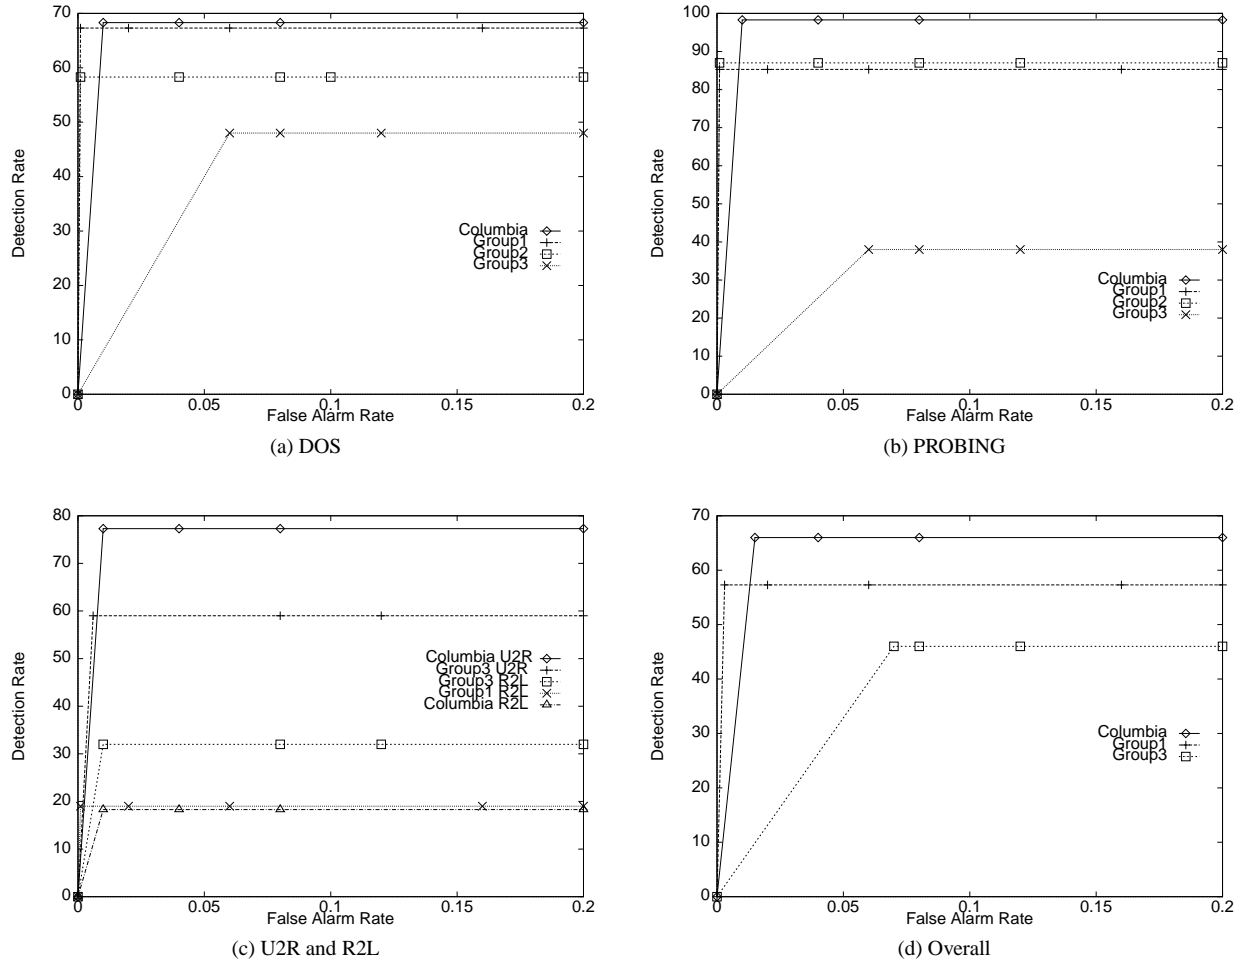 70
60
50
40
30
20
10
0
Detection Rate
0
0.05
0.1
0.15
0.2
False Alarm Rate
Columbia
Group1
Group2
Group3
(a) DOS
100
90
80
70
60
50
40
30
20
10
0
Detection Rate
0
0.05
0.1
0.15
0.2
False Alarm Rate
Columbia
Group1
Group2
Group3
(b) PROBING
80
70
60
50
40
30
20
10
0
Detection Rate
0
0.05
0.1
0.15
0.2
False Alarm Rate
Columbia U2R
Group3 U2R
Group3 R2L
Group1 R2L
Columbia R2L
(c) U2R and R2L
70
60
50
40
30
20
10
0
Detection Rate
0
0.05
0.1
0.15
0.2
False Alarm Rate
Columbia
Group1
Group3
(d) Overall